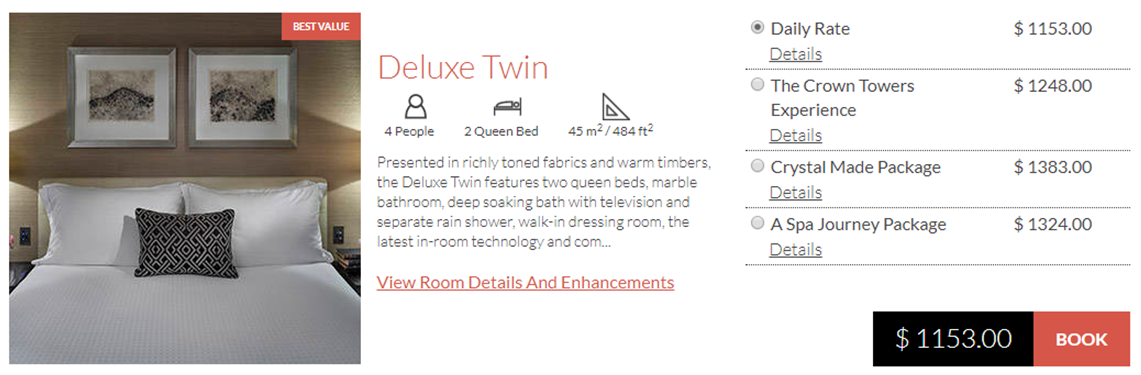 BEST VALUE
Deluxe Twin
4 People
2 Queen Bed
45 m² / 484 ft²
Presented in richly toned fabrics and warm timbers,
the Deluxe Twin features two queen beds, marble
bathroom, deep soaking bath with television and
separate rain shower, walk-in dressing room, the
latest in-room technology and com...
View Room Details And Enhancements
Daily Rate $ 1153.00
Details
The Crown Towers $ 1248.00
Experience
Details
Crystal Made Package $ 1383.00
Details
A Spa Journey Package $ 1324.00
Details
$ 1153.00 BOOK